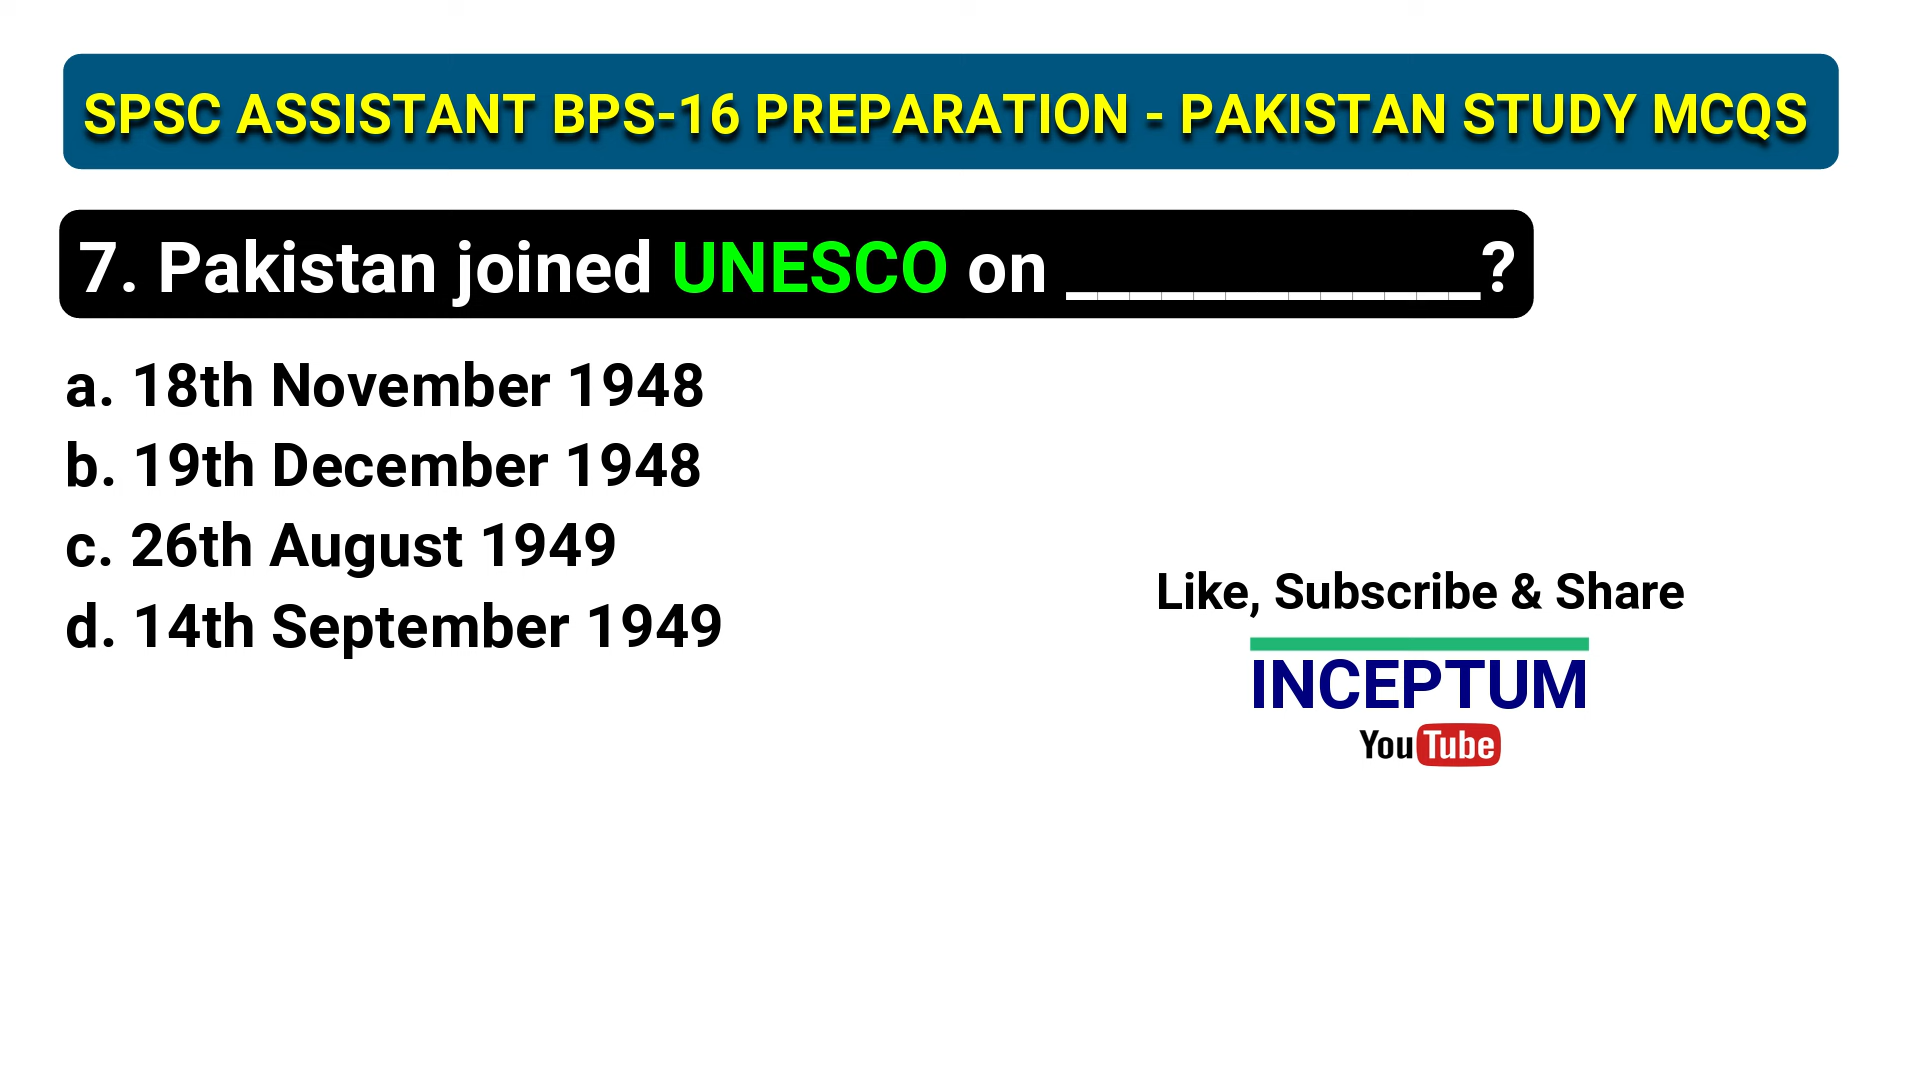 SPSC ASSISTANT BPS-16 PREPARATION - PAKISTAN STUDY MCQS
7. Pakistan joined UNESCO on _____________?
a. 18th November 1948
b. 19th December 1948
c. 26th August 1949
d. 14th September 1949
Like, Subscribe & Share
INCEPTUM
YouTube